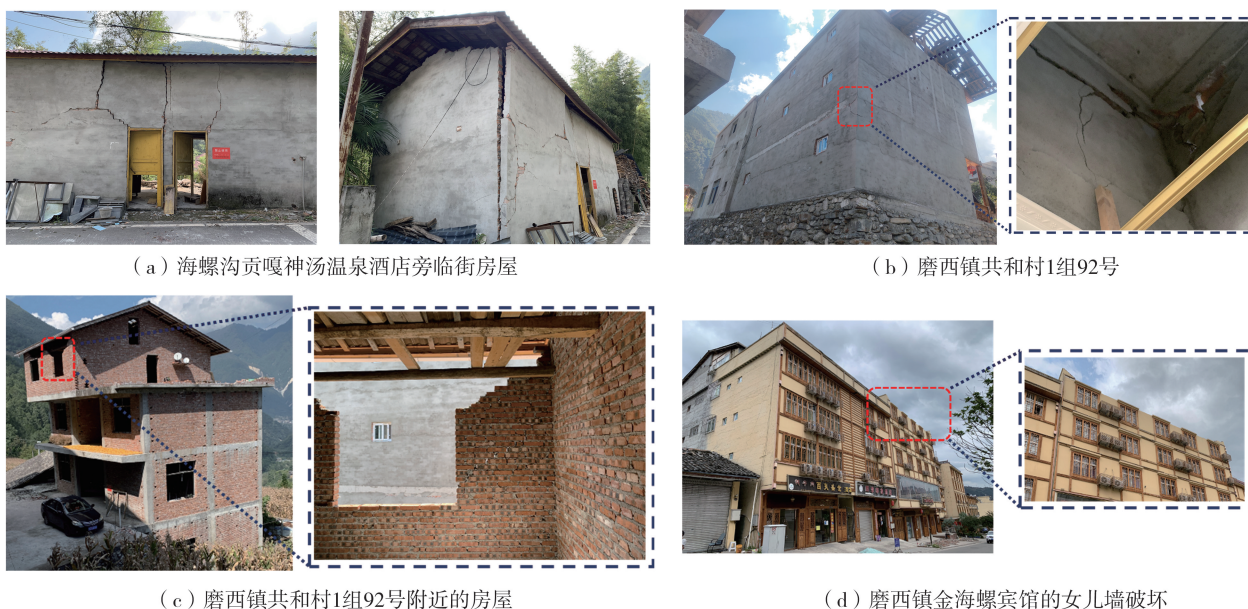 （a）海螺沟贡嘎神汤温泉酒店旁临街房屋
（b）磨西镇共和村1组92号
（c）磨西镇共和村1组92号附近的房屋
（d）磨西镇金海螺宾馆的女儿墙破坏